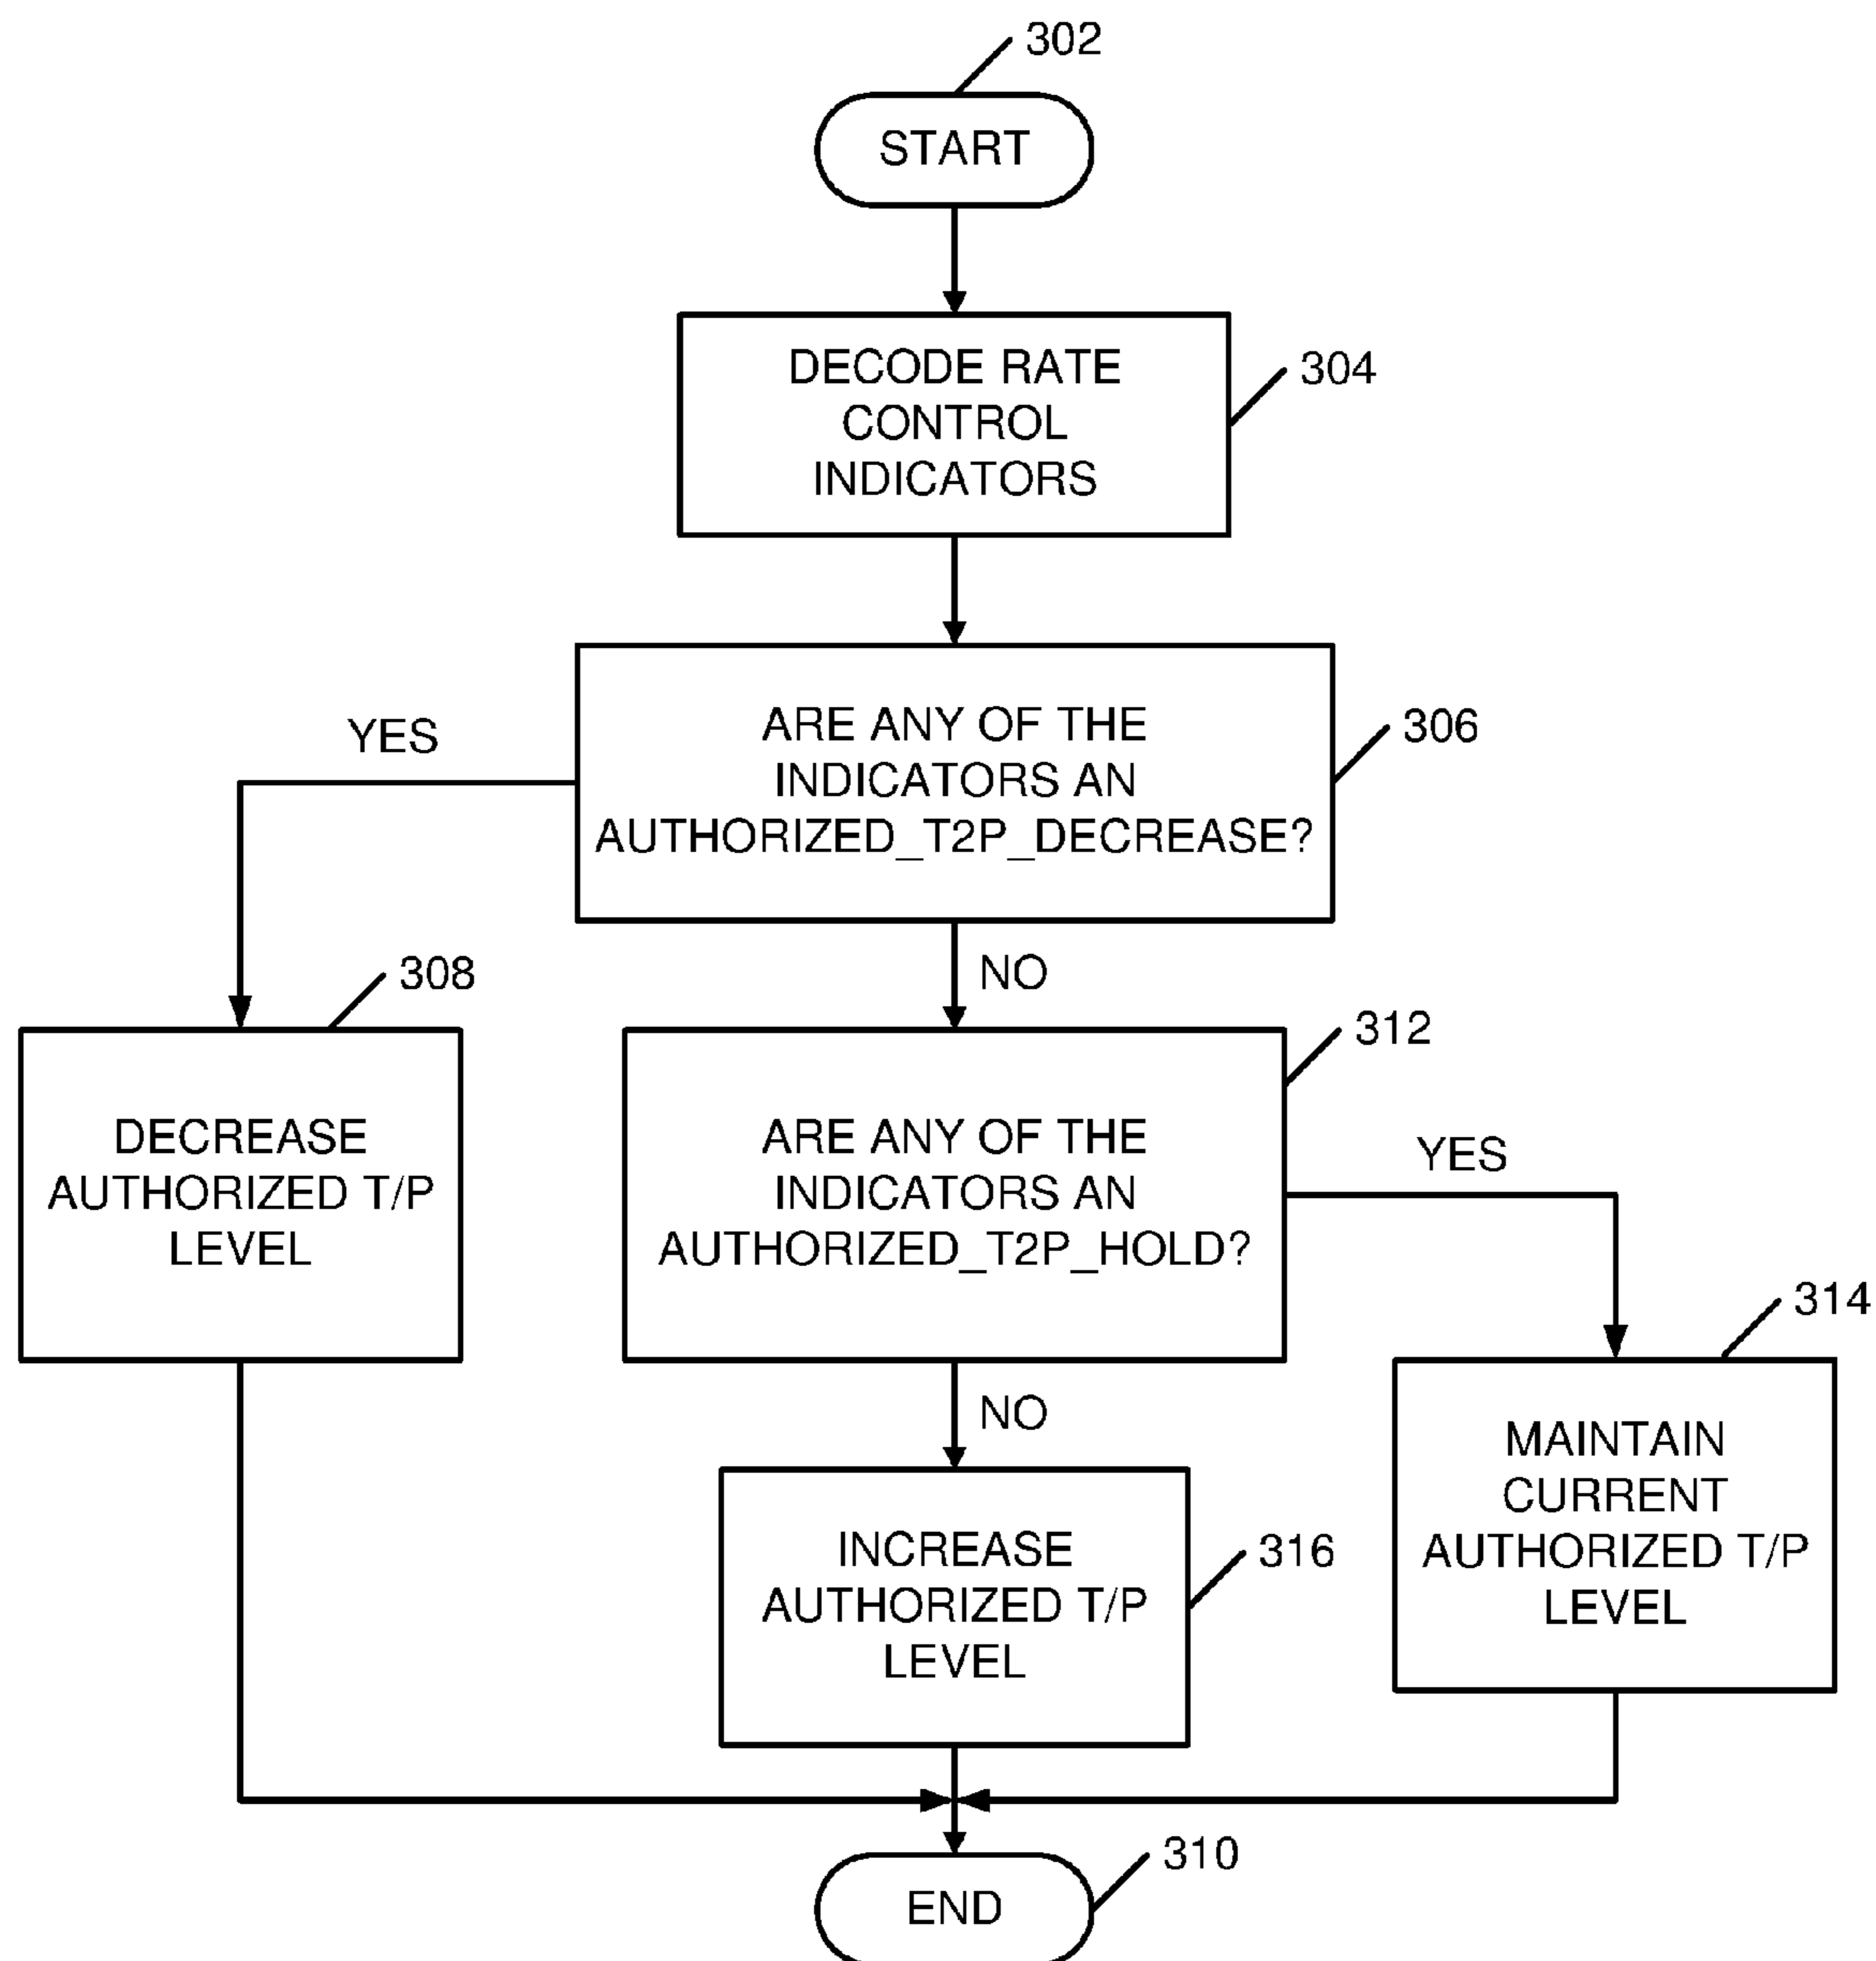 302
START
DECODE RATE
CONTROL
INDICATORS
304
ARE ANY OF THE
INDICATORS AN
AUTHORIZED_T2P_DECREASE?
306
YES
NO
308
DECREASE
AUTHORIZED T/P
LEVEL
312
ARE ANY OF THE
INDICATORS AN
AUTHORIZED_T2P_HOLD?
YES
NO
314
MAINTAIN
CURRENT
AUTHORIZED T/P
LEVEL
INCREASE
AUTHORIZED T/P
LEVEL
316
310
END